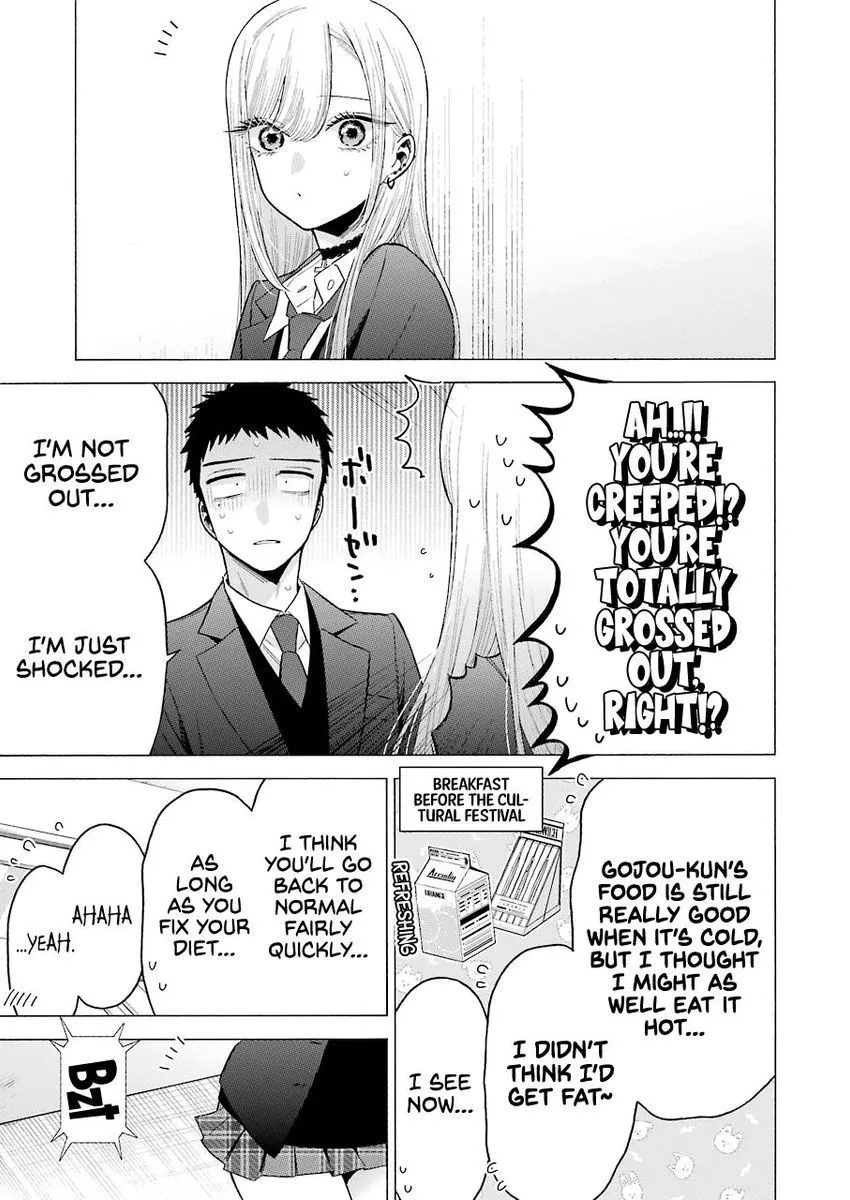 AH...!!
YOU'RE
CREEPED!?
YOU'RE
TOTALLY
GROSSED
OUT,
RIGHT!?
ボーゼン…
I'M NOT
GROSSED
OUT...
I'M JUST
SHOCKED...
GOJOU-KUN'S
FOOD IS STILL
REALLY GOOD
WHEN IT'S COLD,
BUT I THOUGHT
I MIGHT AS
WELL EAT IT
HOT...
I DIDN'T
THINK I'D
GET FAT~
BREAKFAST
BEFORE THE CUL-
TURAL FESTIVAL
REFRESHING
I SEE
NOW...
I THINK
YOU'LL GO
BACK TO
NORMAL
FAIRLY
QUICKLY...
AS
LONG
AS YOU
FIX YOUR
DIET...
AHAHA
...YEAH.
Bzt